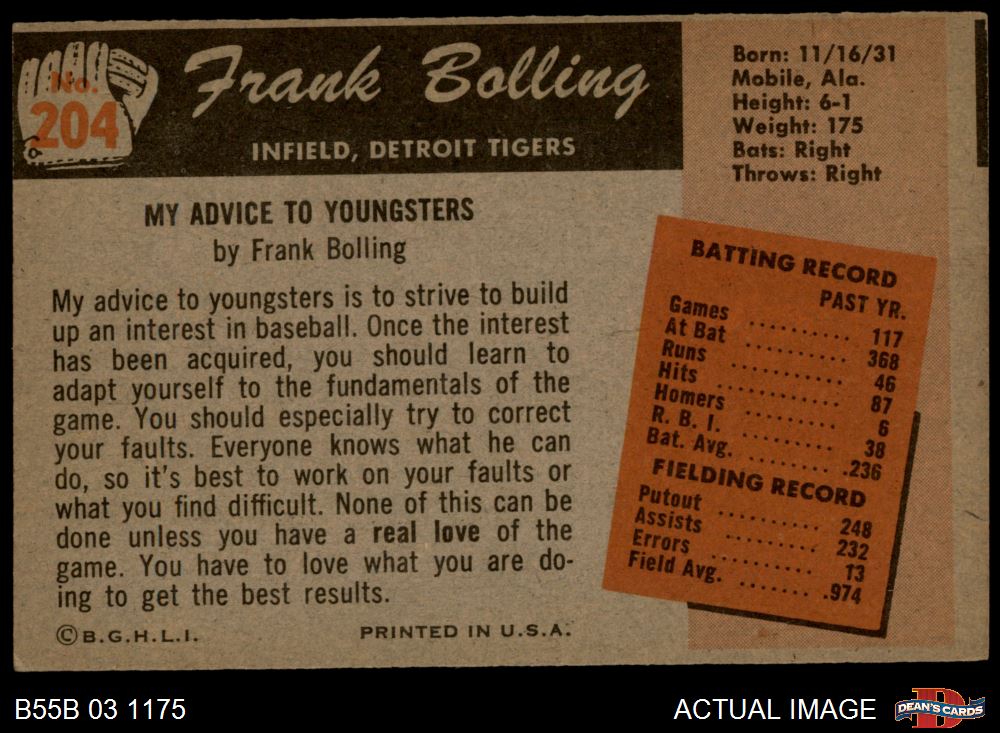 No.
204
Frank Bolling
INFIELD, DETROIT TIGERS
Born: 11/16/31
Mobile, Ala.
Height: 6-1
Weight: 175
Bats: Right
Throws: Right
MY ADVICE TO YOUNGSTERS
by Frank Bolling
My advice to youngsters is to strive to build
up an interest in baseball. Once the interest
has been acquired, you should learn to
adapt yourself to the fundamentals of the
game. You should especially try to correct
your faults. Everyone knows what he can
do, so it's best to work on your faults or
what you find difficult. None of this can be
done unless you have a real love of the
game. You have to love what you are do-
ing to get the best results.
©B.G.H.L.I.
PRINTED IN U.S.A.
BATTING RECORD
PAST YR.
Games .......... 117
At Bat .......... 368
Runs ........... 46
Hits ............ 87
Homers ........ 6
R. B. I. ......... 38
Bat. Avg. ....... .236
FIELDING RECORD
Putout ......... 248
Assists ......... 232
Errors .......... 13
Field Avg. ....... .974
B55B 03 1175
ACTUAL IMAGE
D
DEAN'S CARDS